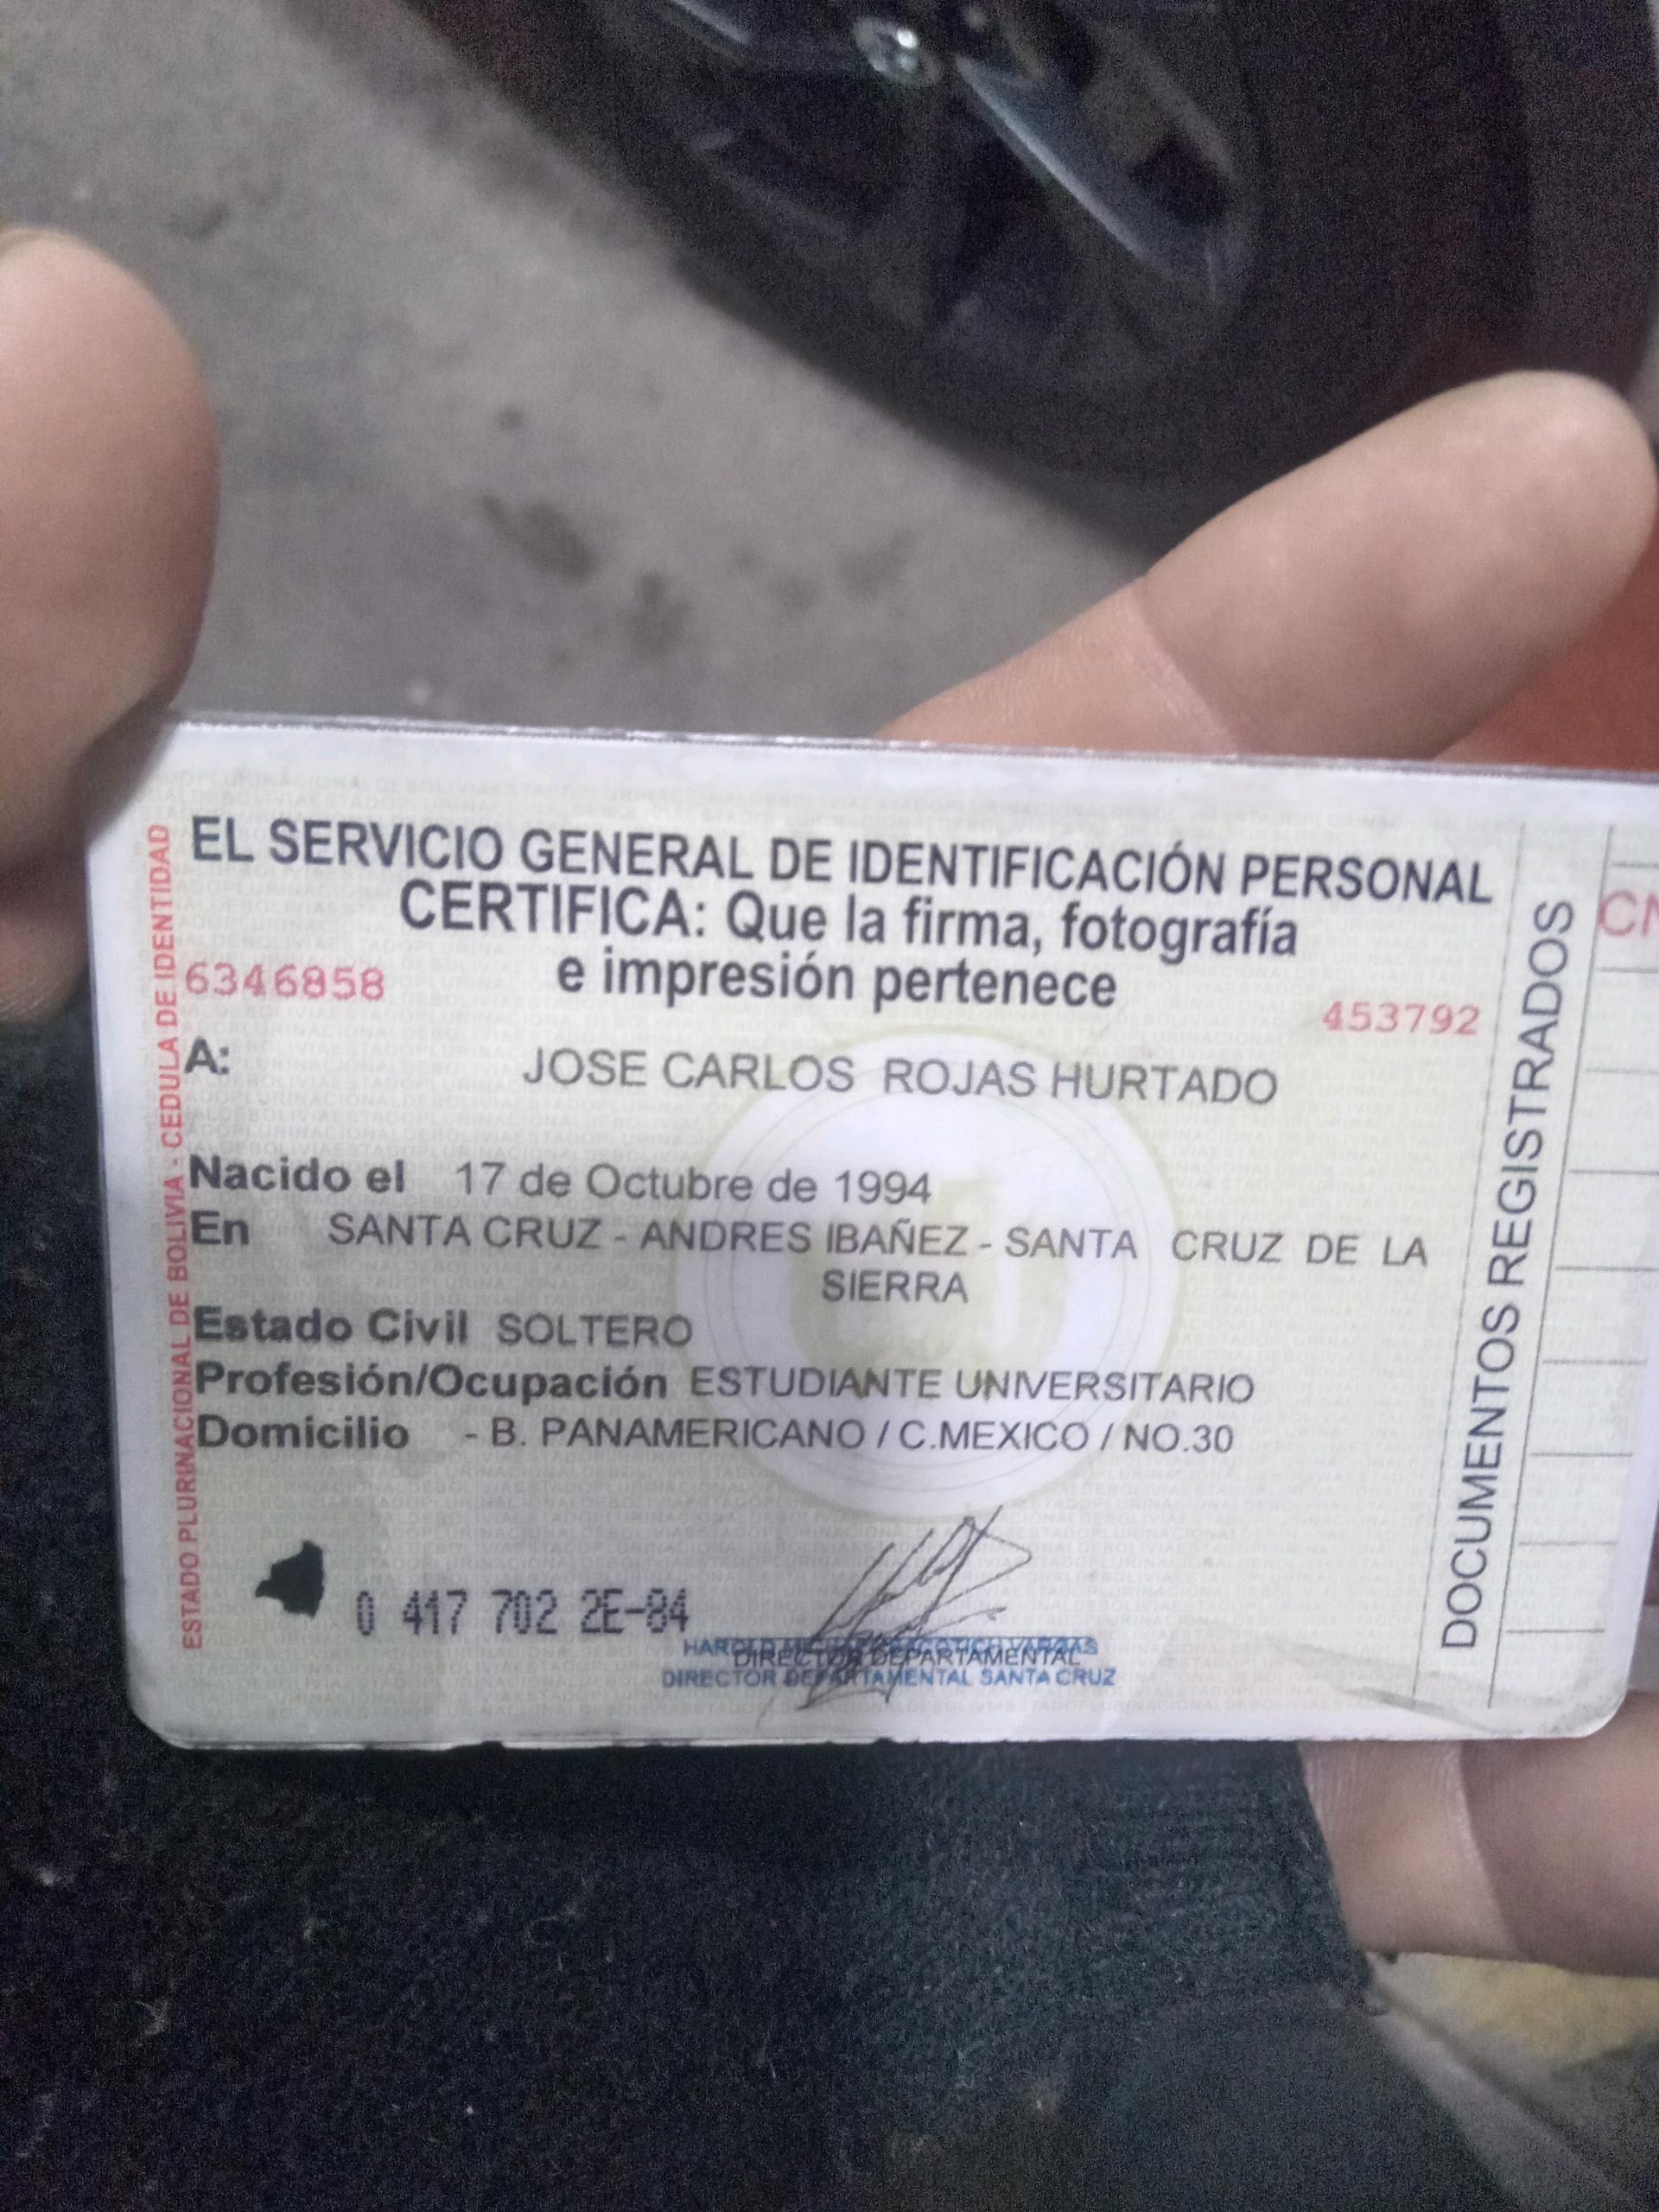 EL SERVICIO GENERAL DE IDENTIFICACIÓN PERSONAL
CERTIFICA: Que la firma, fotografía
e impresión pertenece
6346858
453792
A: JOSE CARLOS ROJAS HURTADO
Nacido el 17 de Octubre de 1994
En SANTA CRUZ - ANDRES IBAÑEZ - SANTA CRUZ DE LA
SIERRA
Estado Civil SOLTERO
Profesión/Ocupación ESTUDIANTE UNIVERSITARIO
Domicilio - B. PANAMERICANO / C.MEXICO / NO.30
0 417 702 2E-84
VARGAS
DIRECTOR DEPARTAMENTAL
DIRECTOR DEPARTAMENTAL SANTA CRUZ
ESTADO PLURINACIONAL DE BOLIVIA - CEDULA DE IDENTIDAD
DOCUMENTOS REGISTRADOS